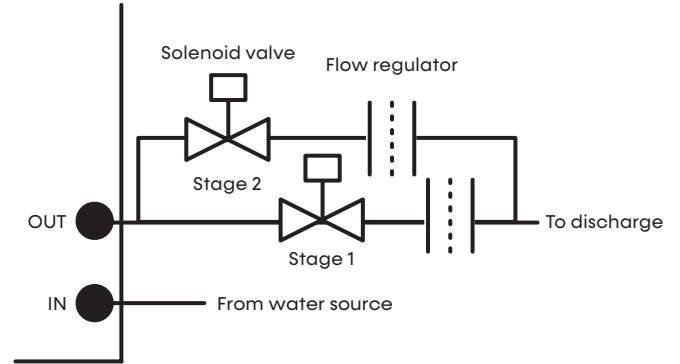 Solenoid valve
Flow regulator
Stage 2
OUT
To discharge
Stage 1
IN
From water source